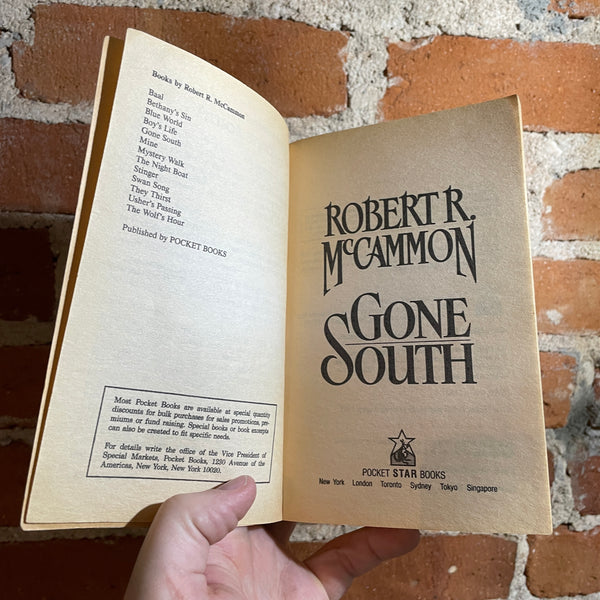 Books by Robert R. McCammon
Baal
Bethany's Sin
Blue World
Boy's Life
Gone South
Mine
Mystery Walk
The Night Boat
Stinger
Swan Song
They Thirst
Usher's Passing
The Wolf's Hour
Published by POCKET BOOKS
Most Pocket Books are available at special quantity
discounts for bulk purchases for sales promotions, pre-
miums or fund raising. Special books or book excerpts
can also be created to fit specific needs.
For details write the office of the Vice President of
Special Markets, Pocket Books, 1230 Avenue of the
Americas, New York, New York 10020.
ROBERT R.
McCAMMON
GONE
SOUTH
POCKET STAR BOOKS
New York London Toronto Sydney Tokyo Singapore